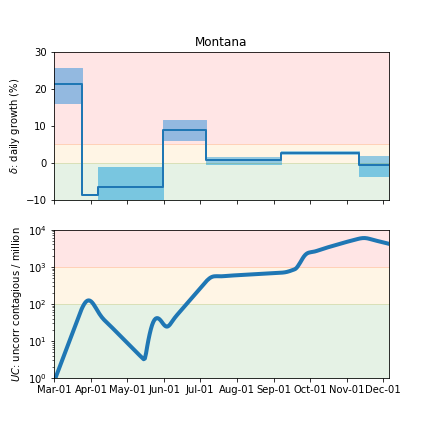 Montana
δ: daily growth (%)
30
20
10
0
−10
UC: uncorr contagious / million
10⁴
10³
10²
10¹
10⁰
Mar-01 Apr-01 May-01 Jun-01 Jul-01 Aug-01 Sep-01 Oct-01 Nov-01 Dec-01